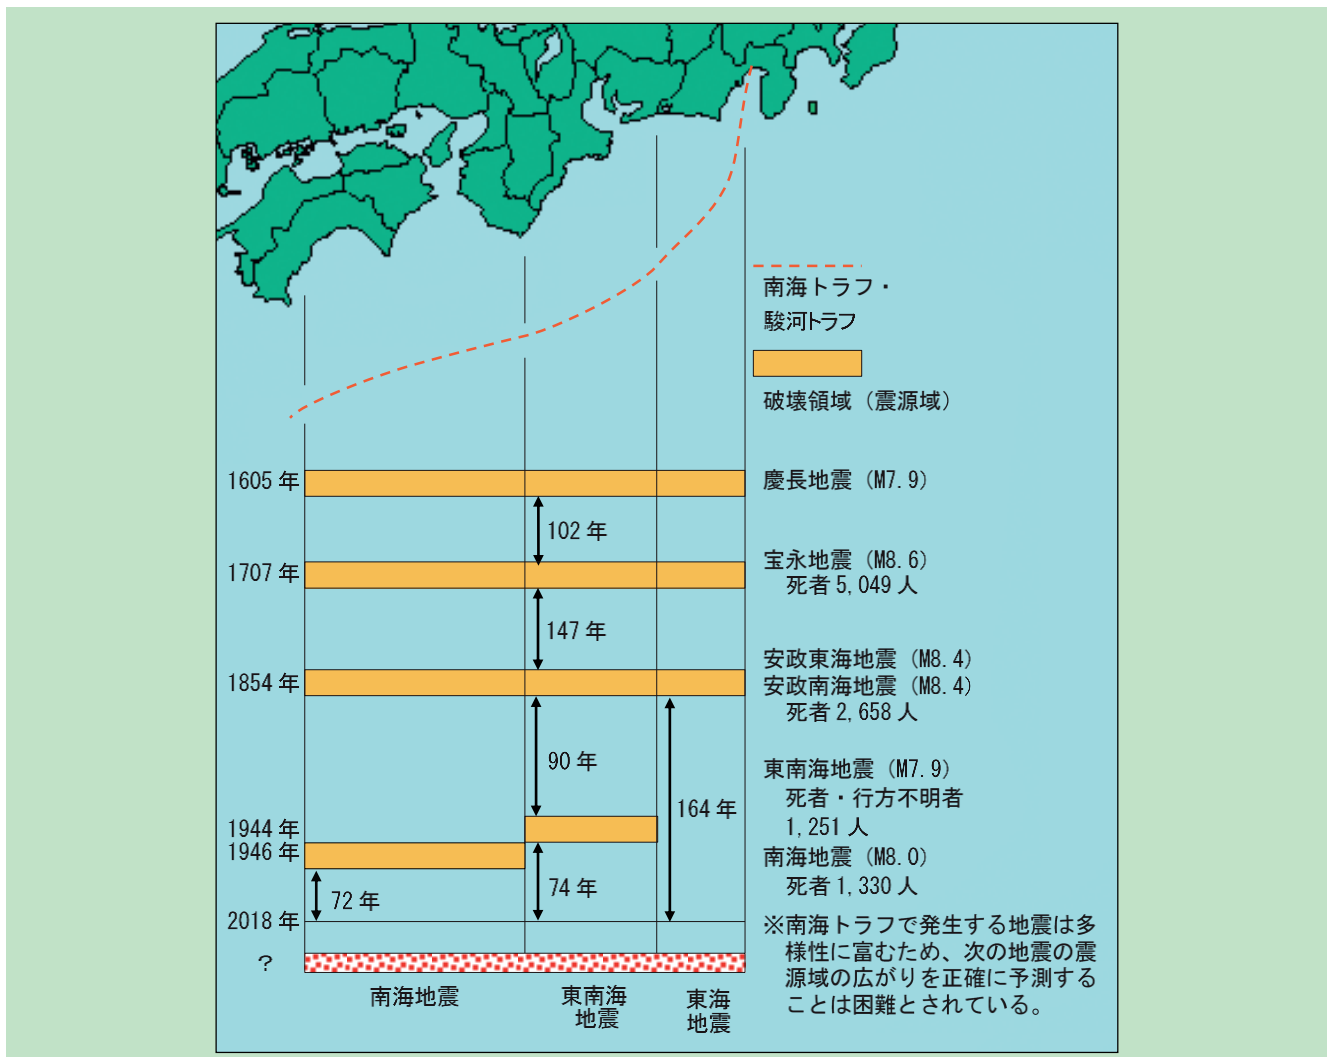 南海トラフ・
駿河トラフ
破壊領域（震源域）
1605 年
慶長地震（M7.9）
102 年
1707 年
宝永地震（M8.6）
死者 5,049 人
147 年
1854 年
安政東海地震（M8.4）
安政南海地震（M8.4）
死者 2,658 人
90 年
164 年
東南海地震（M7.9）
死者・行方不明者
1,251 人
1944 年
1946 年
南海地震（M8.0）
死者 1,330 人
72 年
74 年
2018 年
？
※南海トラフで発生する地震は多
様性に富むため、次の地震の震
源域の広がりを正確に予測する
ことは困難とされている。
南海地震
東南海
地震
東海
地震